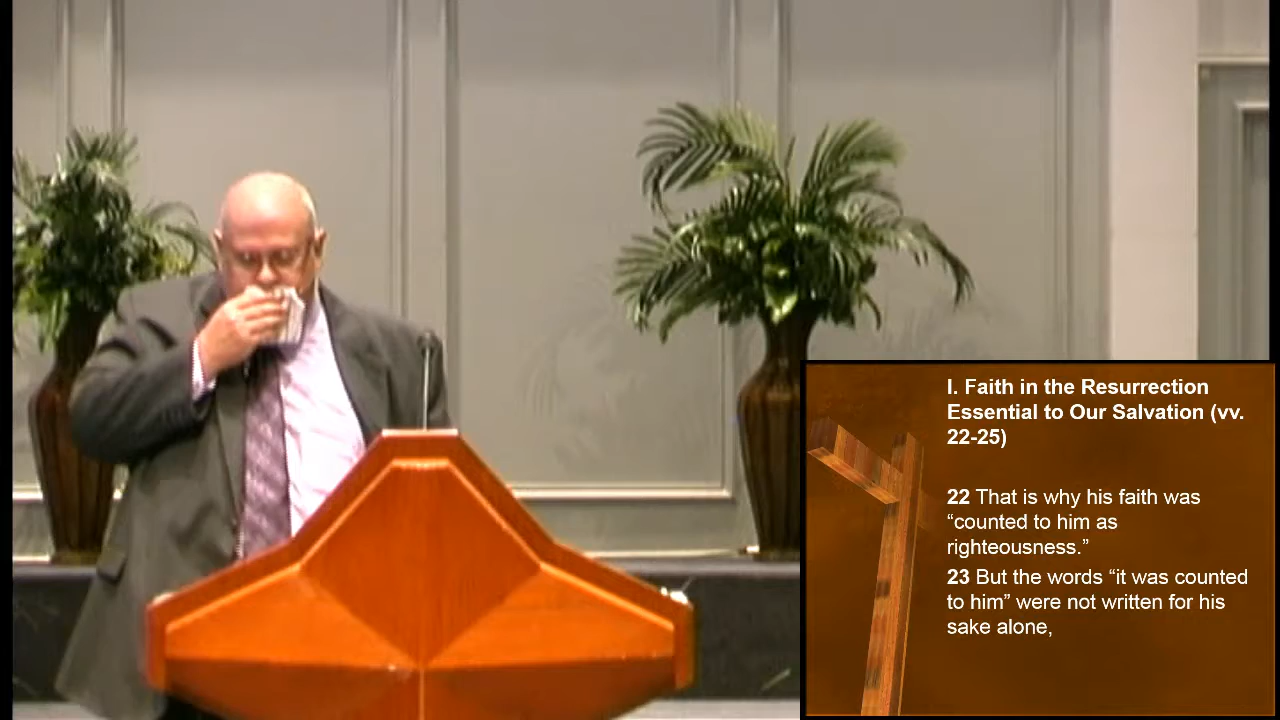 I. Faith in the Resurrection
Essential to Our Salvation (vv.
22-25)
22 That is why his faith was
“counted to him as
righteousness.”
23 But the words “it was counted
to him” were not written for his
sake alone,